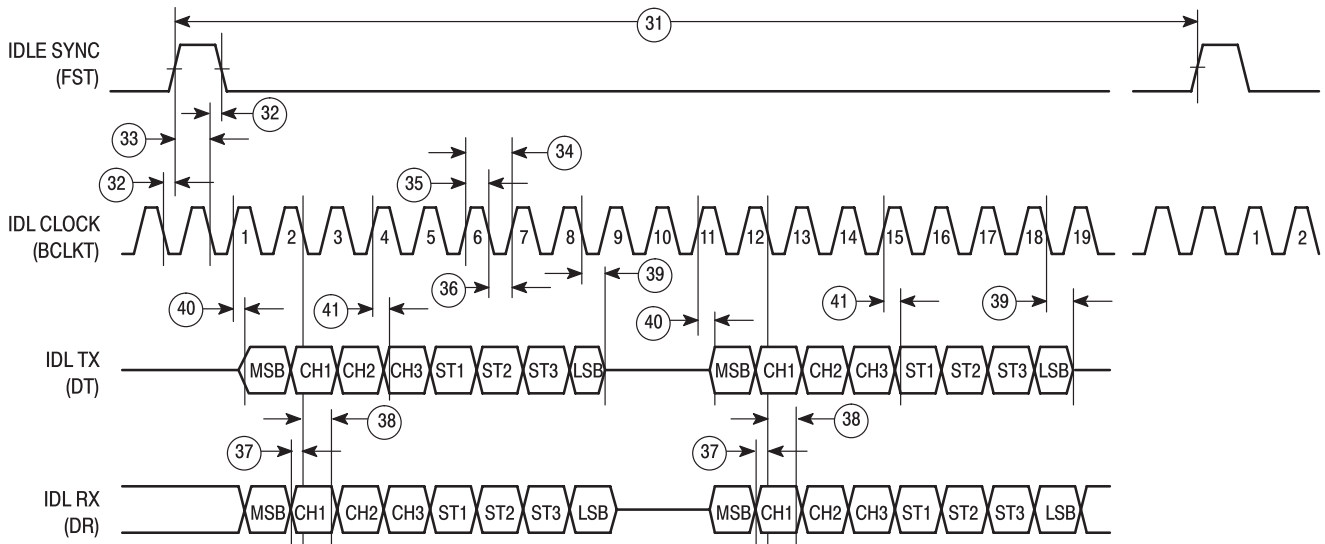 31
IDLE SYNC
(FST)
32
33
34
32
35
IDL CLOCK
(BCLKT)
1 2 3 4 5 6 7 8 9 10 11 12 13 14 15 16 17 18 19 1 2
36
39
40
41
40
41
39
IDL TX
(DT)
MSB CH1 CH2 CH3 ST1 ST2 ST3 LSB MSB CH1 CH2 CH3 ST1 ST2 ST3 LSB
38
38
37
37
IDL RX
(DR)
MSB CH1 CH2 CH3 ST1 ST2 ST3 LSB MSB CH1 CH2 CH3 ST1 ST2 ST3 LSB